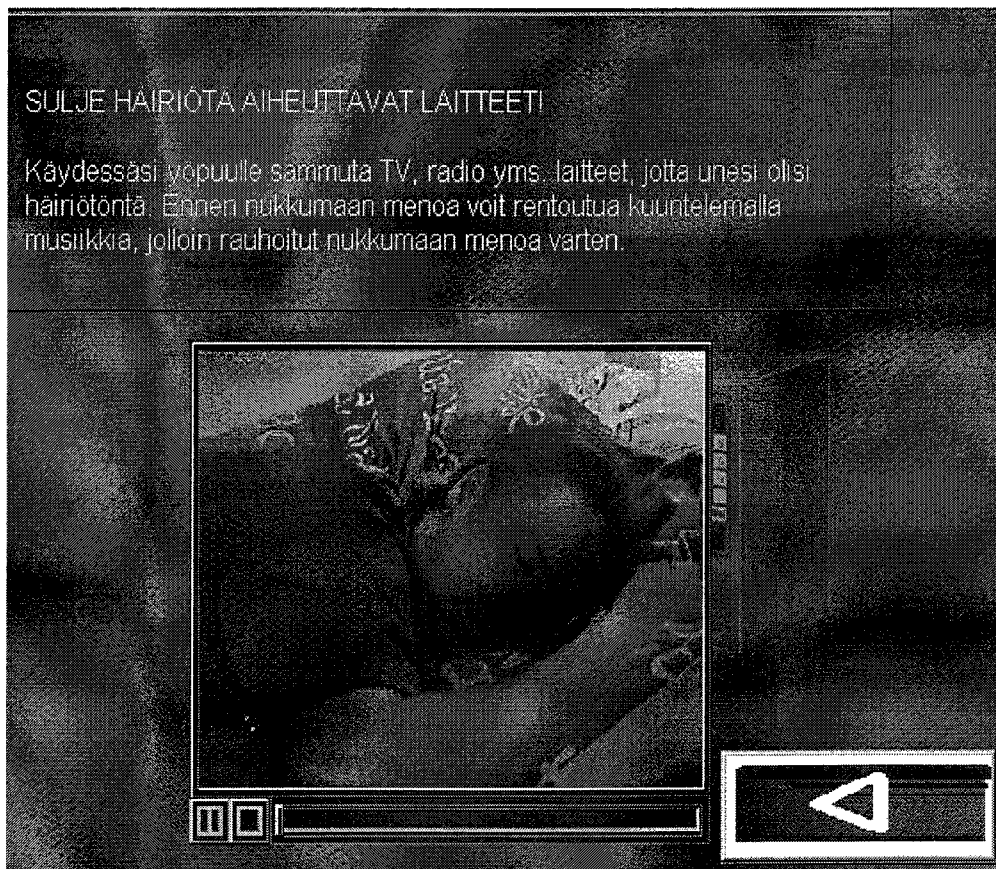 SULJE HÄIRIÖTÄ AIHEUTTAVAT LAITTEET!
Käydessäsi yöpuulle sammuta TV, radio yms. laitteet, jotta unesi olisi
häiriötöntä. Ennen nukkumaan menoa voit rentoutua kuuntelemalla
musiikkia, jolloin rauhoitut nukkumaan menoa varten.